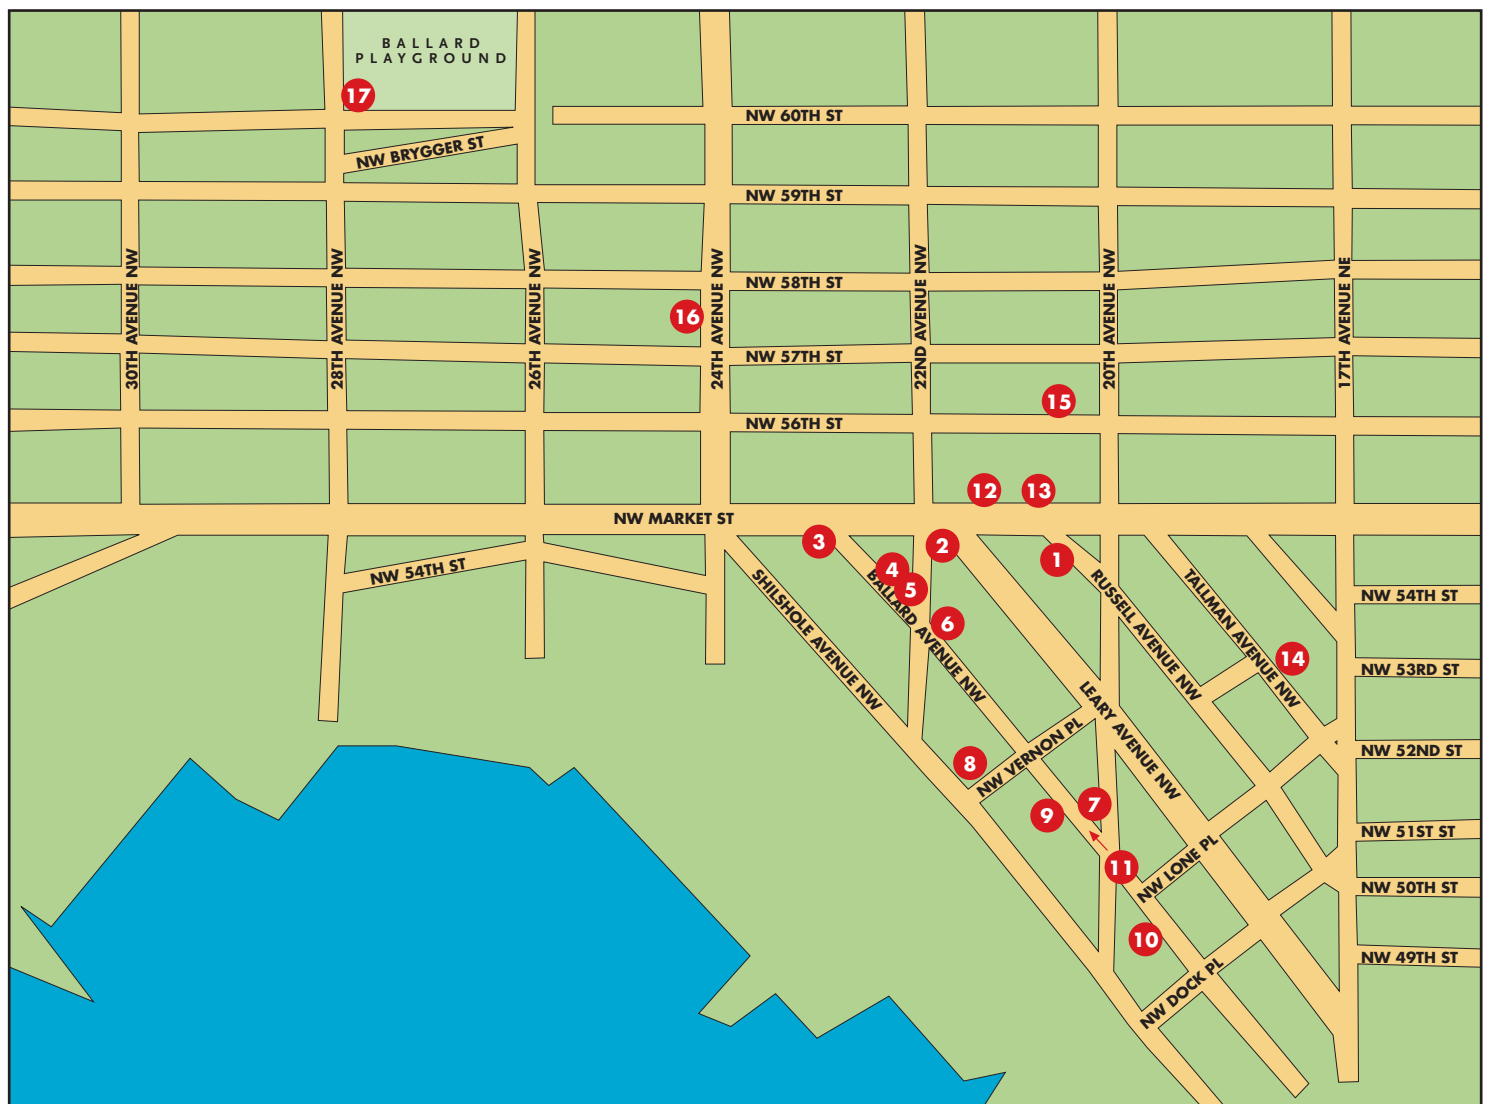 BALLARD
PLAYGROUND
17
NW 60TH ST
NW BRYGGER ST
NW 59TH ST
30TH AVENUE NW
28TH AVENUE NW
26TH AVENUE NW
24TH AVENUE NW
22ND AVENUE NW
20TH AVENUE NW
17TH AVENUE NE
NW 58TH ST
16
NW 57TH ST
15
NW 56TH ST
12
13
NW MARKET ST
3
2
1
NW 54TH ST
4
5
6
SHILSHOLE AVENUE NW
BALLARD AVENUE NW
RUSSELL AVENUE NW
TALLMAN AVENUE NW
NW 54TH ST
14
NW 53RD ST
LEARY AVENUE NW
NW VERNON PL
NW 52ND ST
8
7
9
NW 51ST ST
11
NW LONE PL
NW 50TH ST
10
NW 49TH ST
NW DOCK PL